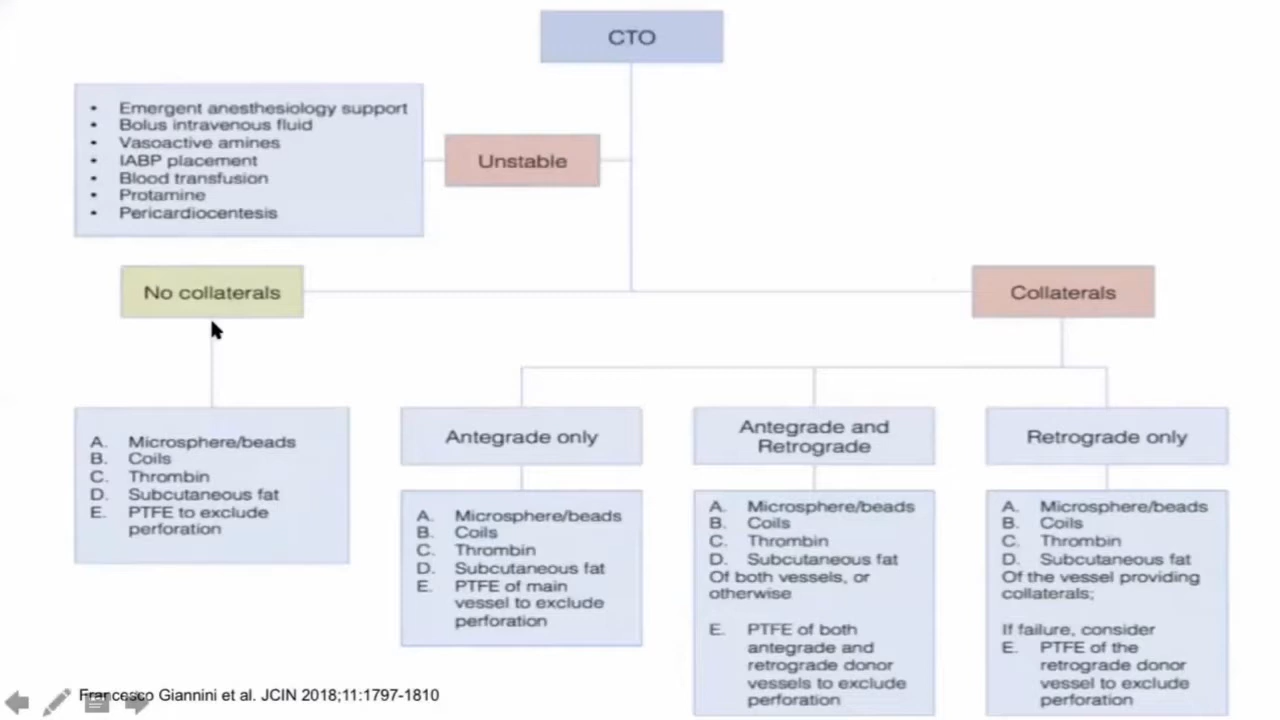 CTO
• Emergent anesthesiology support
• Bolus intravenous fluid
• Vasoactive amines
• IABP placement
• Blood transfusion
• Protamine
• Pericardiocentesis
Unstable
No collaterals
Collaterals
A. Microsphere/beads
B. Coils
C. Thrombin
D. Subcutaneous fat
E. PTFE to exclude
perforation
Antegrade only
A. Microsphere/beads
B. Coils
C. Thrombin
D. Subcutaneous fat
E. PTFE of main
vessel to exclude
perforation
Antegrade and
Retrograde
A. Microsphere/beads
B. Coils
C. Thrombin
D. Subcutaneous fat
Of both vessels, or
otherwise
E. PTFE of both
antegrade and
retrograde donor
vessels to exclude
perforation
Retrograde only
A. Microsphere/beads
B. Coils
C. Thrombin
D. Subcutaneous fat
Of the vessel providing
collaterals;
If failure, consider
E. PTFE of the
retrograde donor
vessel to exclude
perforation
Francesco Giannini et al. JCIN 2018;11:1797-1810